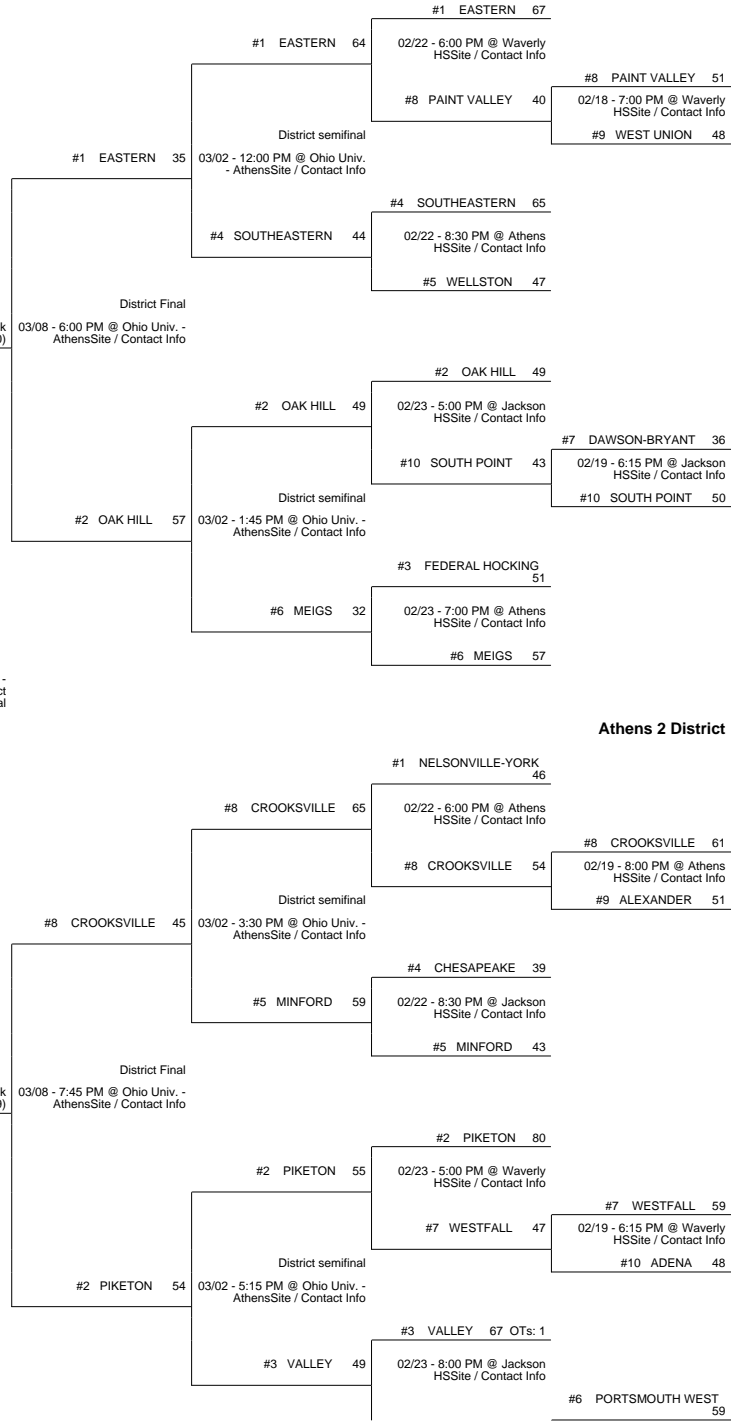 #1 EASTERN 67
#1 EASTERN 64
02/22 - 6:00 PM @ Waverly
HSSite / Contact Info
#8 PAINT VALLEY 51
#8 PAINT VALLEY 40
02/18 - 7:00 PM @ Waverly
HSSite / Contact Info
#9 WEST UNION 48
District semifinal
#1 EASTERN 35
03/02 - 12:00 PM @ Ohio Univ.
- AthensSite / Contact Info
#4 SOUTHEASTERN 65
#4 SOUTHEASTERN 44
02/22 - 8:30 PM @ Athens
HSSite / Contact Info
#5 WELLSTON 47
District Final
k
03/08 - 6:00 PM @ Ohio Univ. -
AthensSite / Contact Info
#2 OAK HILL 49
#2 OAK HILL 49
02/23 - 5:00 PM @ Jackson
HSSite / Contact Info
#7 DAWSON-BRYANT 36
#10 SOUTH POINT 43
02/19 - 6:15 PM @ Jackson
HSSite / Contact Info
#10 SOUTH POINT 50
District semifinal
#2 OAK HILL 57
03/02 - 1:45 PM @ Ohio Univ. -
AthensSite / Contact Info
#3 FEDERAL HOCKING
51
#6 MEIGS 32
02/23 - 7:00 PM @ Athens
HSSite / Contact Info
#6 MEIGS 57
-
ct
al
Athens 2 District
#1 NELSONVILLE-YORK
46
#8 CROOKSVILLE 65
02/22 - 6:00 PM @ Athens
HSSite / Contact Info
#8 CROOKSVILLE 61
#8 CROOKSVILLE 54
02/19 - 8:00 PM @ Athens
HSSite / Contact Info
#9 ALEXANDER 51
District semifinal
#8 CROOKSVILLE 45
03/02 - 3:30 PM @ Ohio Univ. -
AthensSite / Contact Info
#4 CHESAPEAKE 39
#5 MINFORD 59
02/22 - 8:30 PM @ Jackson
HSSite / Contact Info
#5 MINFORD 43
District Final
k
03/08 - 7:45 PM @ Ohio Univ. -
9)
AthensSite / Contact Info
#2 PIKETON 80
#2 PIKETON 55
02/23 - 5:00 PM @ Waverly
HSSite / Contact Info
#7 WESTFALL 59
#7 WESTFALL 47
02/19 - 6:15 PM @ Waverly
HSSite / Contact Info
#10 ADENA 48
District semifinal
#2 PIKETON 54
03/02 - 5:15 PM @ Ohio Univ. -
AthensSite / Contact Info
#3 VALLEY 67 OTs: 1
#3 VALLEY 49
02/23 - 8:00 PM @ Jackson
HSSite / Contact Info
#6 PORTSMOUTH WEST
59